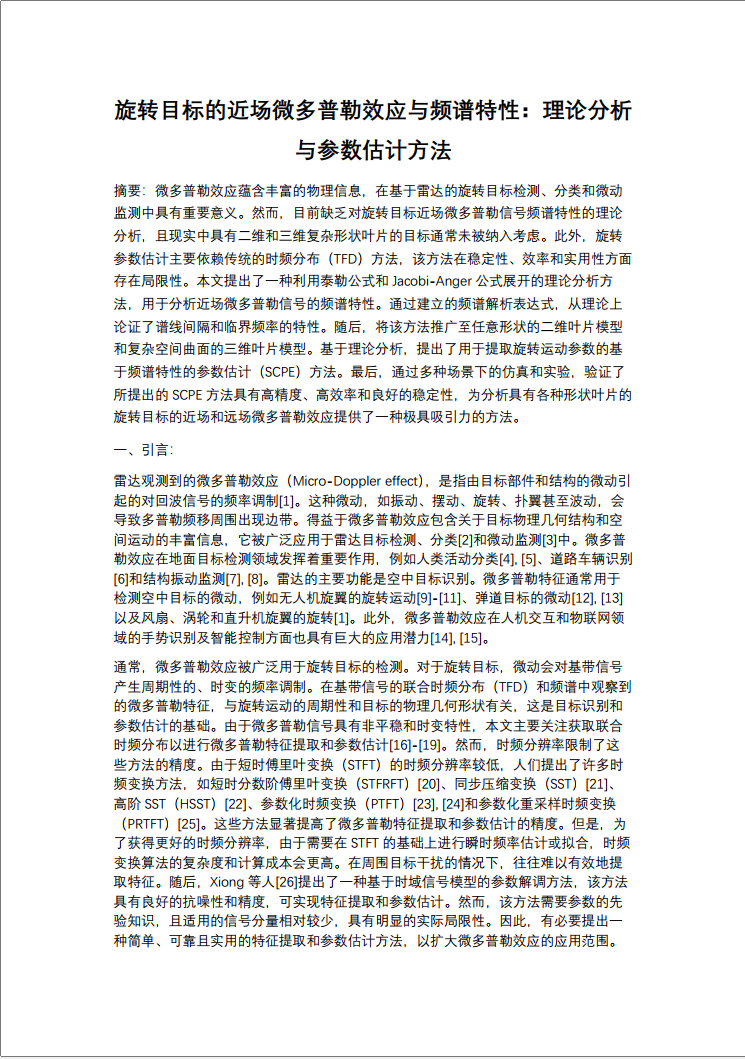 旋转目标的近场微多普勒效应与频谱特性：理论分析
与参数估计方法
摘要：微多普勒效应蕴含丰富的物理信息，在基于雷达的旋转目标检测、分类和微动
监测中具有重要意义。然而，目前缺乏对旋转目标近场微多普勒信号频谱特性的理论
分析，且现实中具有二维和三维复杂形状叶片的目标通常未被纳入考虑。此外，旋转
参数估计主要依赖传统的时频分布（TFD）方法，该方法在稳定性、效率和实用性方面
存在局限性。本文提出了一种利用泰勒公式和 Jacobi-Anger 公式展开的理论分析方
法，用于分析近场微多普勒信号的频谱特性。通过建立的频谱解析表达式，从理论上
论证了谱线间隔和临界频率的特性。随后，将该方法推广至任意形状的二维叶片模型
和复杂空间曲面的三维叶片模型。基于理论分析，提出了用于提取旋转运动参数的基
于频谱特性的参数估计（SCPE）方法。最后，通过多种场景下的仿真和实验，验证了
所提出的 SCPE 方法具有高精度、高效率和良好的稳定性，为分析具有各种形状叶片的
旋转目标的近场和远场微多普勒效应提供了一种极具吸引力的方法。
一、引言：
雷达观测到的微多普勒效应（Micro-Doppler effect），是指由目标部件和结构的微动引
起的对回波信号的频率调制[1]。这种微动，如振动、摆动、旋转、扑翼甚至波动，会
导致多普勒频移周围出现边带。得益于微多普勒效应包含关于目标物理几何结构和空
间运动的丰富信息，它被广泛应用于雷达目标检测、分类[2]和微动监测[3]中。微多普
勒效应在地面目标检测领域发挥着重要作用，例如人类活动分类[4], [5]、道路车辆识别
[6]和结构振动监测[7], [8]。雷达的主要功能是空中目标识别。微多普勒特征通常用于
检测空中目标的微动，例如无人机旋翼的旋转运动[9]-[11]、弹道目标的微动[12], [13]
以及风扇、涡轮和直升机旋翼的旋转[1]。此外，微多普勒效应在人机交互和物联网领
域的手势识别及智能控制方面也具有巨大的应用潜力[14], [15]。
通常，微多普勒效应被广泛用于旋转目标的检测。对于旋转目标，微动会对基带信号
产生周期性的、时变的频率调制。在基带信号的联合时频分布（TFD）和频谱中观察到
的微多普勒特征，与旋转运动的周期性和目标的物理几何形状有关，这是目标识别和
参数估计的基础。由于微多普勒信号具有非平稳和时变特性，本文主要关注获取联合
时频分布以进行微多普勒特征提取和参数估计[16]-[19]。然而，时频分辨率限制了这
些方法的精度。由于短时傅里叶变换（STFT）的时频分辨率较低，人们提出了许多时
频变换方法，如短时分数阶傅里叶变换（STFRFT）[20]、同步压缩变换（SST）[21]、
高阶 SST（HSST）[22]、参数化时频变换（PTFT）[23], [24]和参数化重采样时频变换
（PRTFT）[25]。这些方法显著提高了微多普勒特征提取和参数估计的精度。但是，为
了获得更好的时频分辨率，由于需要在 STFT 的基础上进行瞬时频率估计或拟合，时频
变换算法的复杂度和计算成本会更高。在周围目标干扰的情况下，往往难以有效地提
取特征。随后，Xiong 等人[26]提出了一种基于时域信号模型的参数解调方法，该方法
具有良好的抗噪性和精度，可实现特征提取和参数估计。然而，该方法需要参数的先
验知识，且适用的信号分量相对较少，具有明显的实际局限性。因此，有必要提出一
种简单、可靠且实用的特征提取和参数估计方法，以扩大微多普勒效应的应用范围。